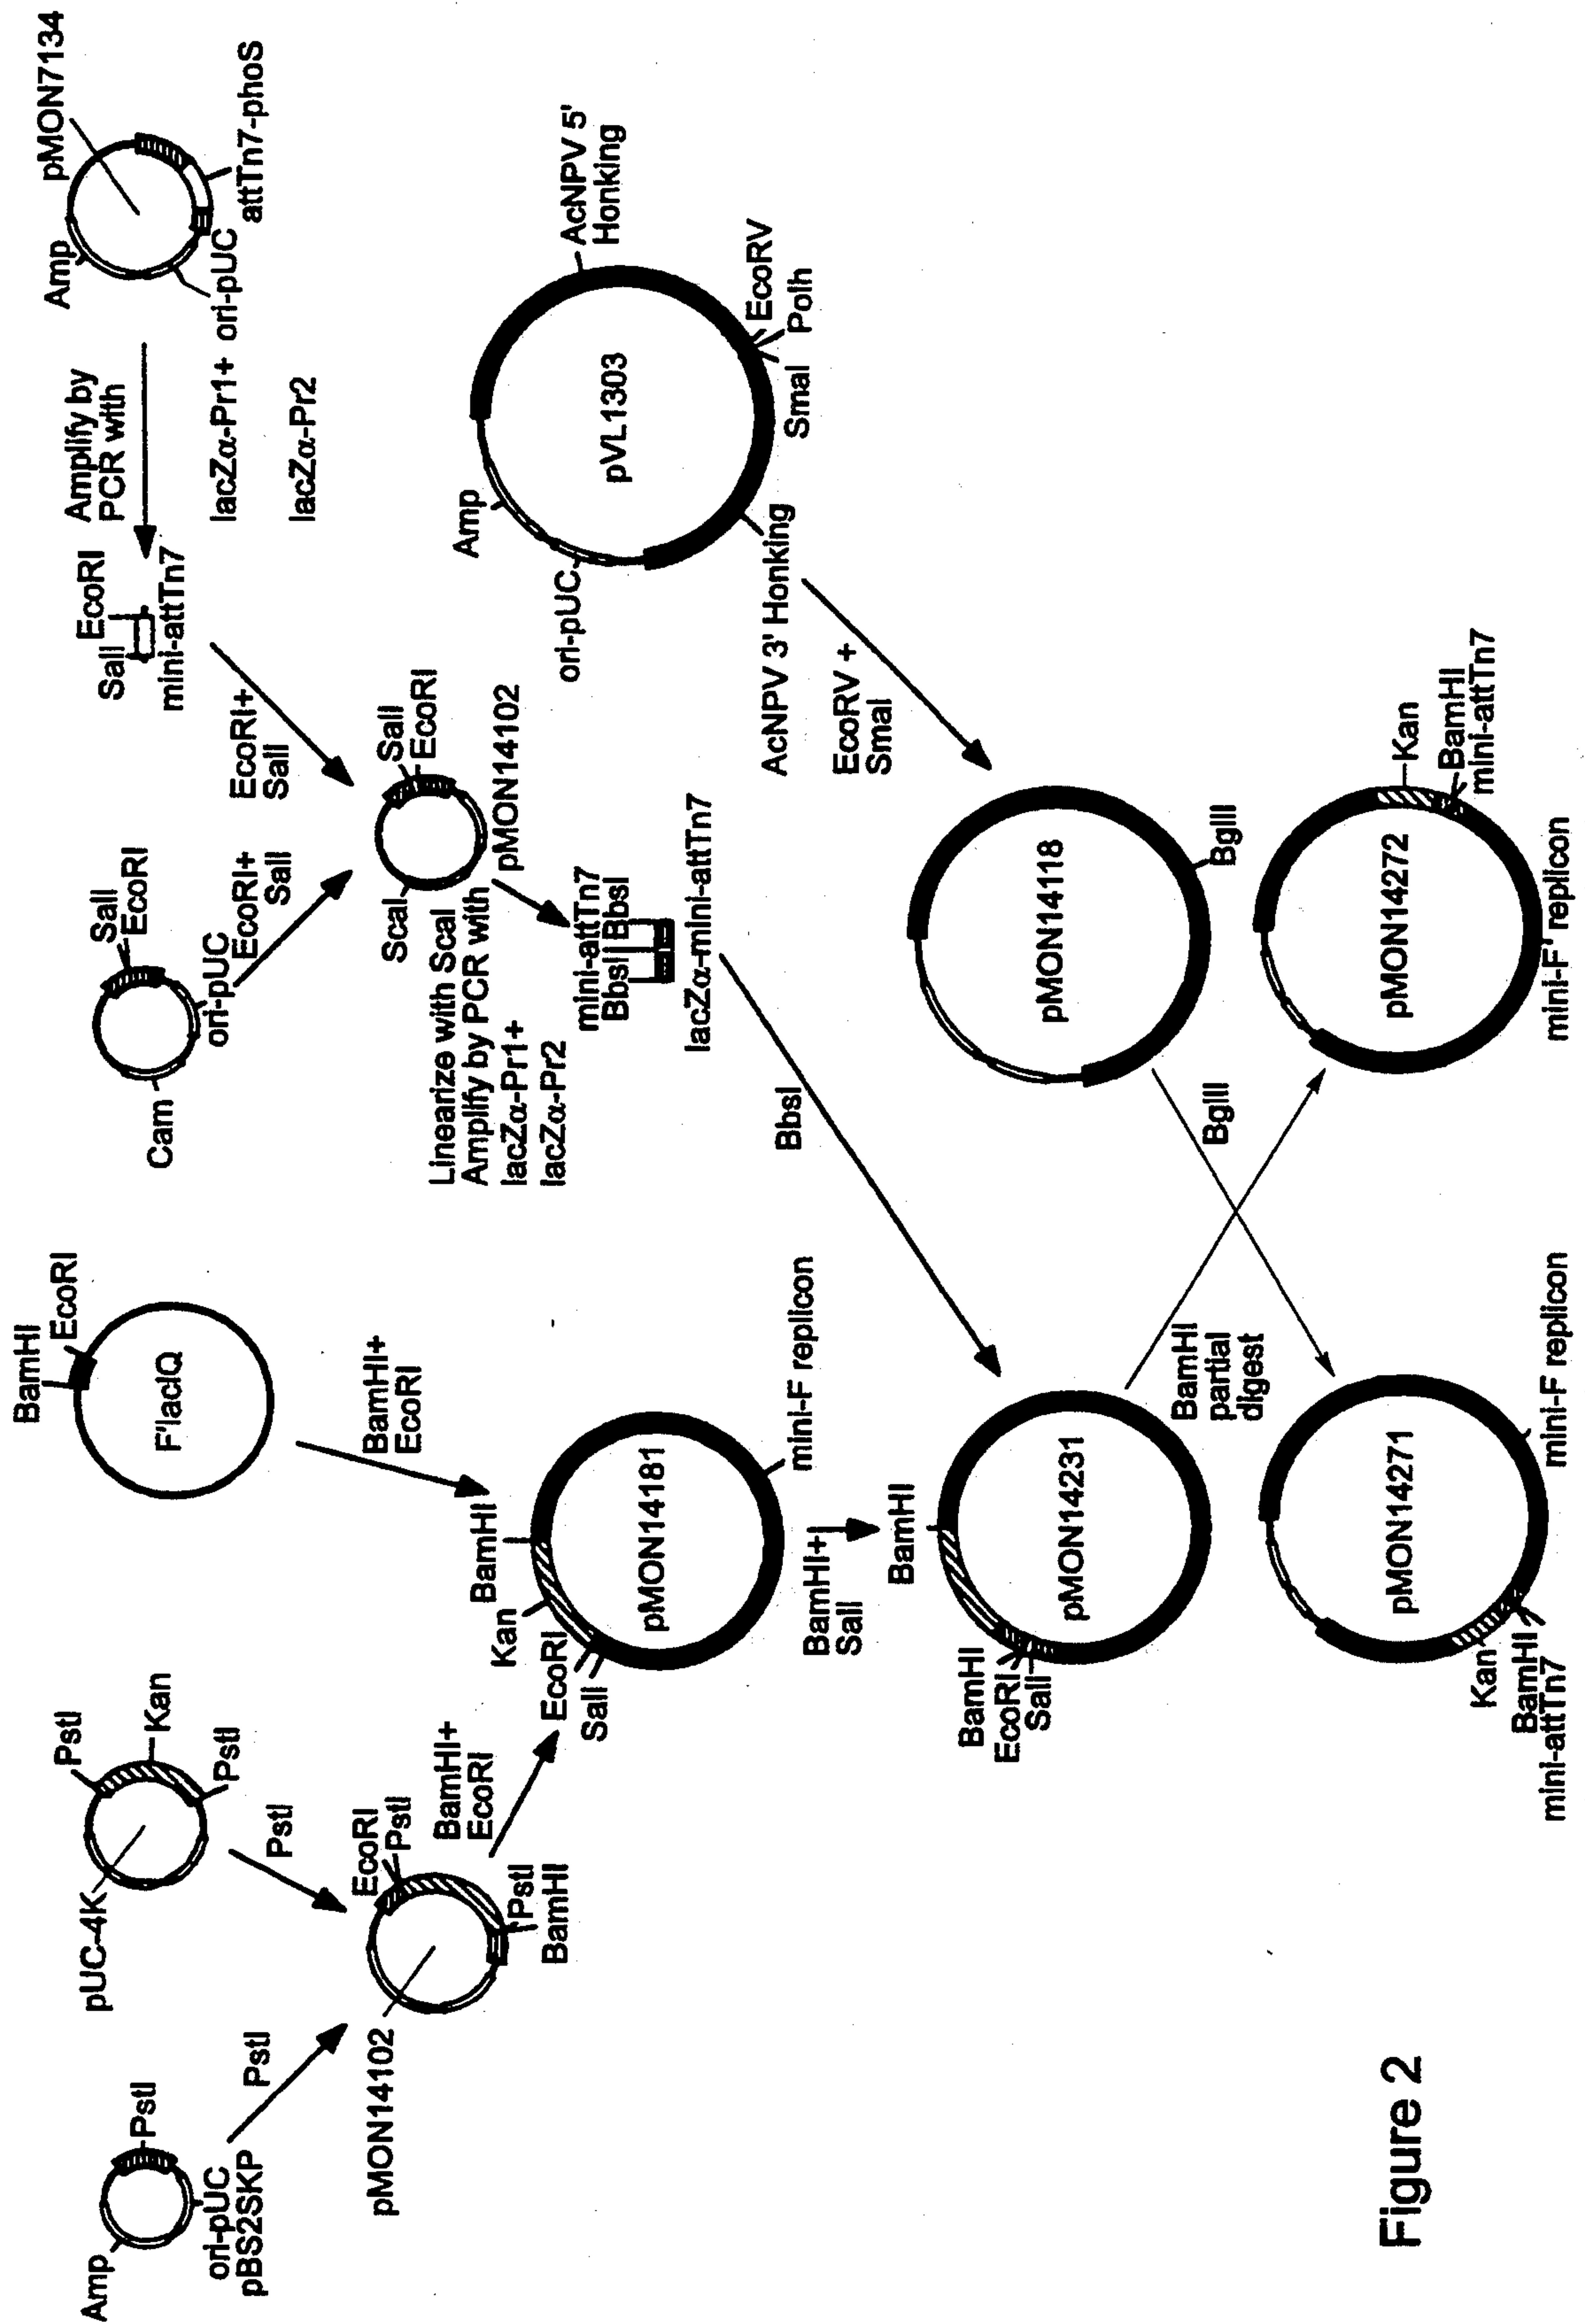 Amp
PstI
ori-pUC
pBS2SKP
PstI
pUC-4K
PstI
Kan
PstI
PstI
pMON14102
EcoRI
PstI
PstI
BamHI
BamHI+
EcoRI
BamHI
EcoRI
F'lacIQ
BamHI+
EcoRI
BamHI
Kan
EcoRI
SalI
pMON14181
mini-F replicon
BamHI+
SalI
Cam
SalI
EcoRI
ori-pUC
EcoRI+
SalI
SalI
EcoRI
mini-attTn7
EcoRI+
SalI
Amplify by
PCR with
lacZα-Pr1+
lacZα-Pr2
Amp
pMON7134
ori-pUC
attTn7-phoS
ScaI
SalI
EcoRI
pMON14102
Linearize with ScaI
Amplify by PCR with
lacZα-Pr1+
lacZα-Pr2
mini-attTn7
BbsI
BbsI
lacZα-mini-attTn7
BbsI
Amp
ori-pUC
pVL1303
AcNPV 5'
Honking
EcoRV
Polh
SmaI
AcNPV 3' Honking
EcoRV +
SmaI
BamHI
BamHI
EcoRI
SalI
pMON14231
BamHI
partial
digest
BglII
pMON14118
BglII
pMON14271
Kan
BamHI
mini-attTn7
mini-F replicon
pMON14272
Kan
BamHI
mini-attTn7
mini-F' replicon
Figure 2